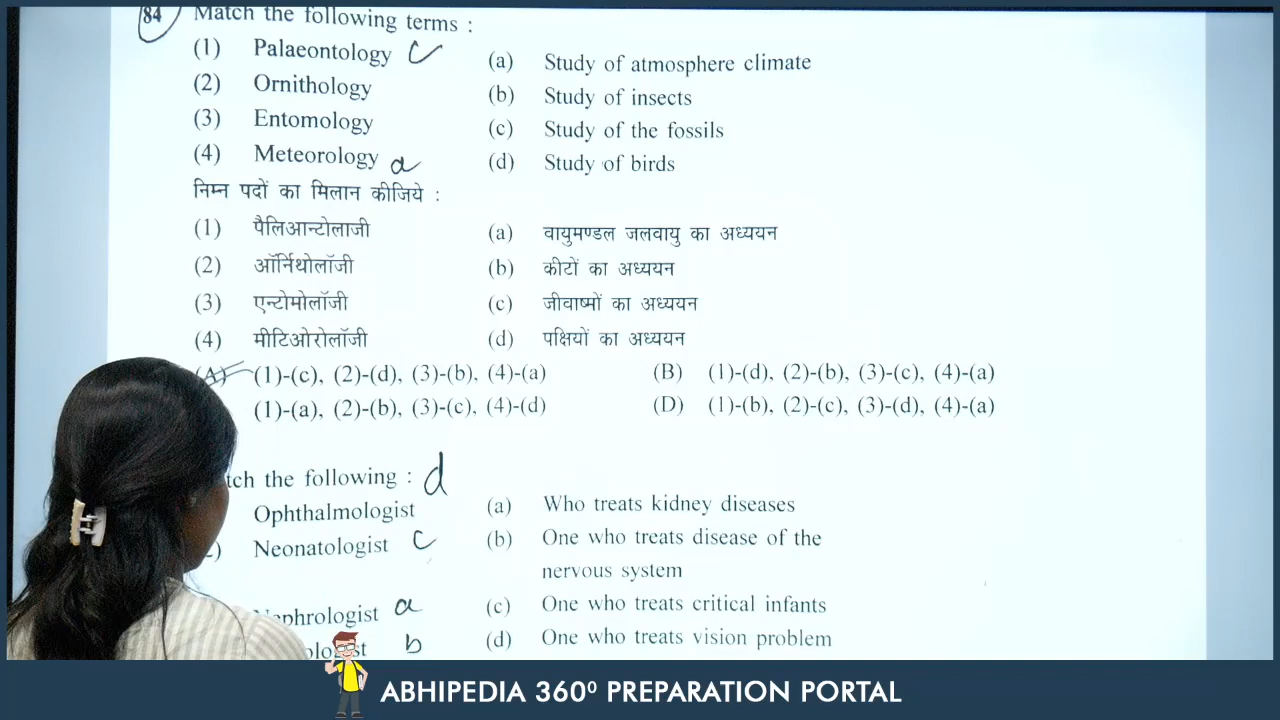 84 Match the following terms :
(1) Palaeontology c (a) Study of atmosphere climate
(2) Ornithology (b) Study of insects
(3) Entomology (c) Study of the fossils
(4) Meteorology a (d) Study of birds
निम्न पदों का मिलान कीजिये :
(1) पैलिआन्टोलाजी (a) वायुमण्डल जलवायु का अध्ययन
(2) ऑर्निथोलॉजी (b) कीटों का अध्ययन
(3) एन्टोमोलॉजी (c) जीवाष्मों का अध्ययन
(4) मीटिओरोलॉजी (d) पक्षियों का अध्ययन
(A) (1)-(c), (2)-(d), (3)-(b), (4)-(a) (B) (1)-(d), (2)-(b), (3)-(c), (4)-(a)
(1)-(a), (2)-(b), (3)-(c), (4)-(d) (D) (1)-(b), (2)-(c), (3)-(d), (4)-(a)
tch the following : d
Ophthalmologist (a) Who treats kidney diseases
) Neonatologist c (b) One who treats disease of the
nervous system
ephrologist a (c) One who treats critical infants
ologist b (d) One who treats vision problem
ABHIPEDIA 360⁰ PREPARATION PORTAL